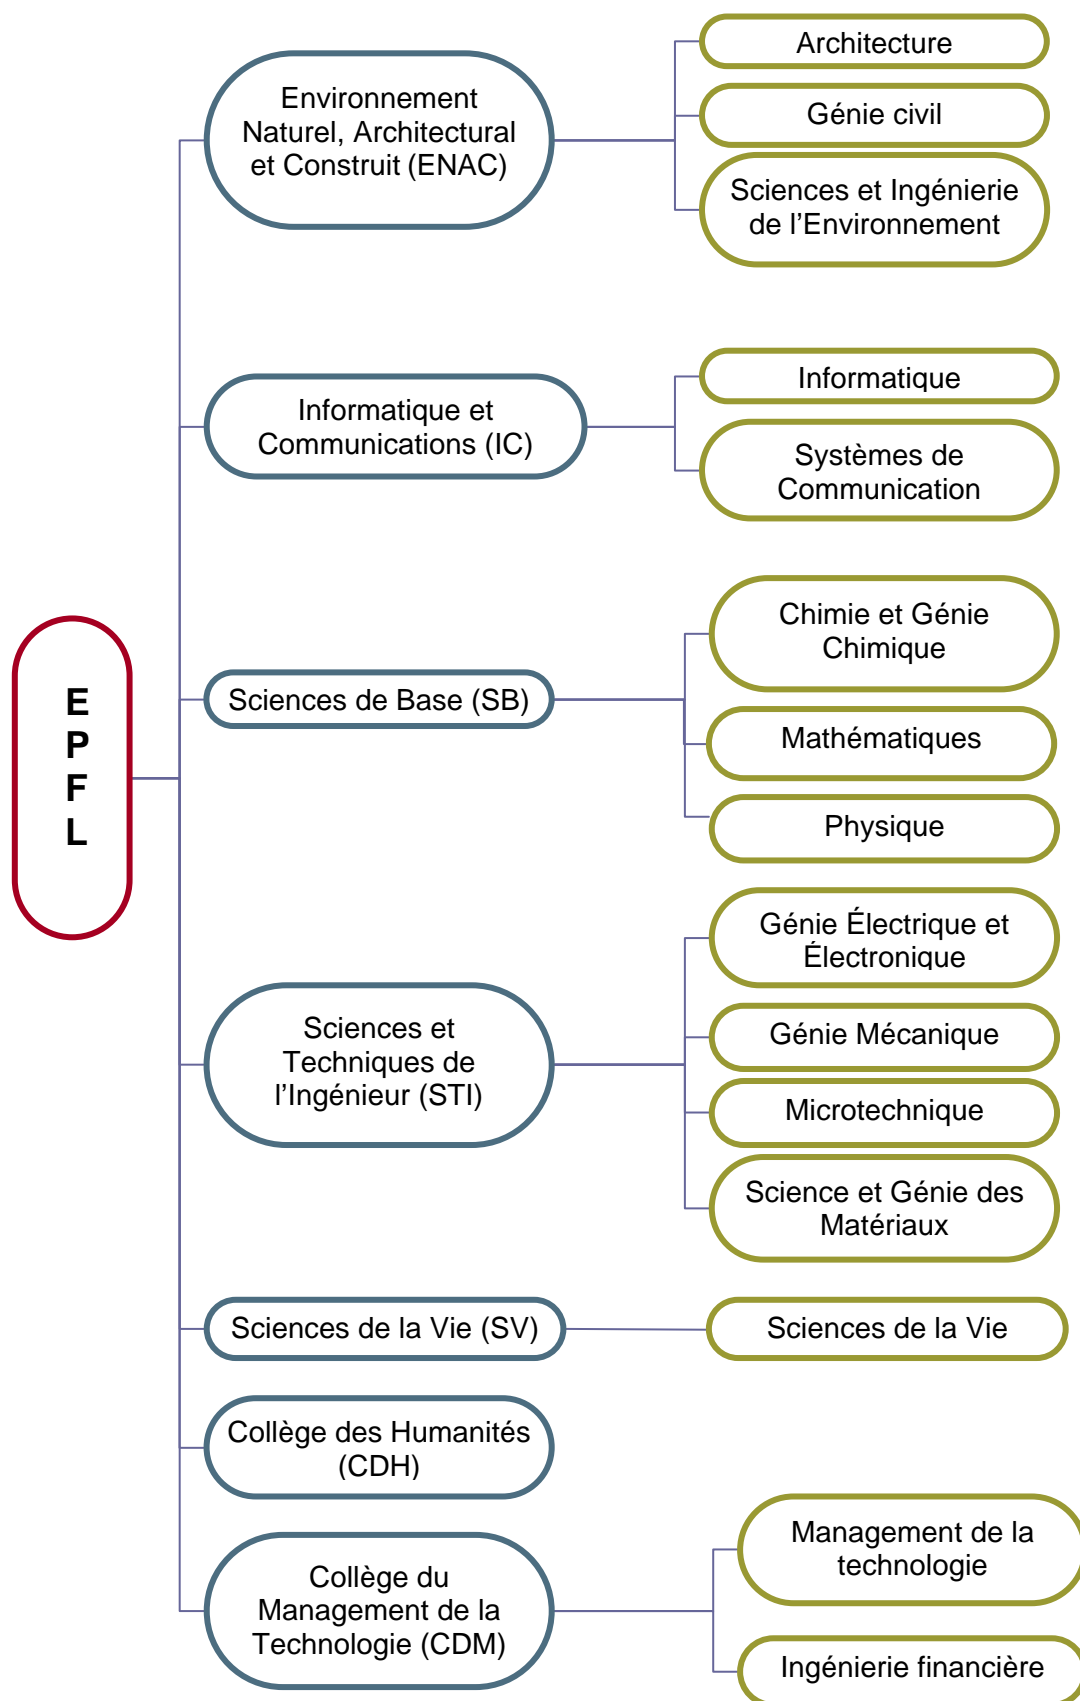 E
P
F
L
Environnement
Naturel, Architectural
et Construit (ENAC)
Architecture
Génie civil
Sciences et Ingénierie
de l’Environnement
Informatique et
Communications (IC)
Informatique
Systèmes de
Communication
Sciences de Base (SB)
Chimie et Génie
Chimique
Mathématiques
Physique
Sciences et
Techniques de
l’Ingénieur (STI)
Génie Électrique et
Électronique
Génie Mécanique
Microtechnique
Science et Génie des
Matériaux
Sciences de la Vie (SV)
Sciences de la Vie
Collège des Humanités
(CDH)
Collège du
Management de la
Technologie (CDM)
Management de la
technologie
Ingénierie financière